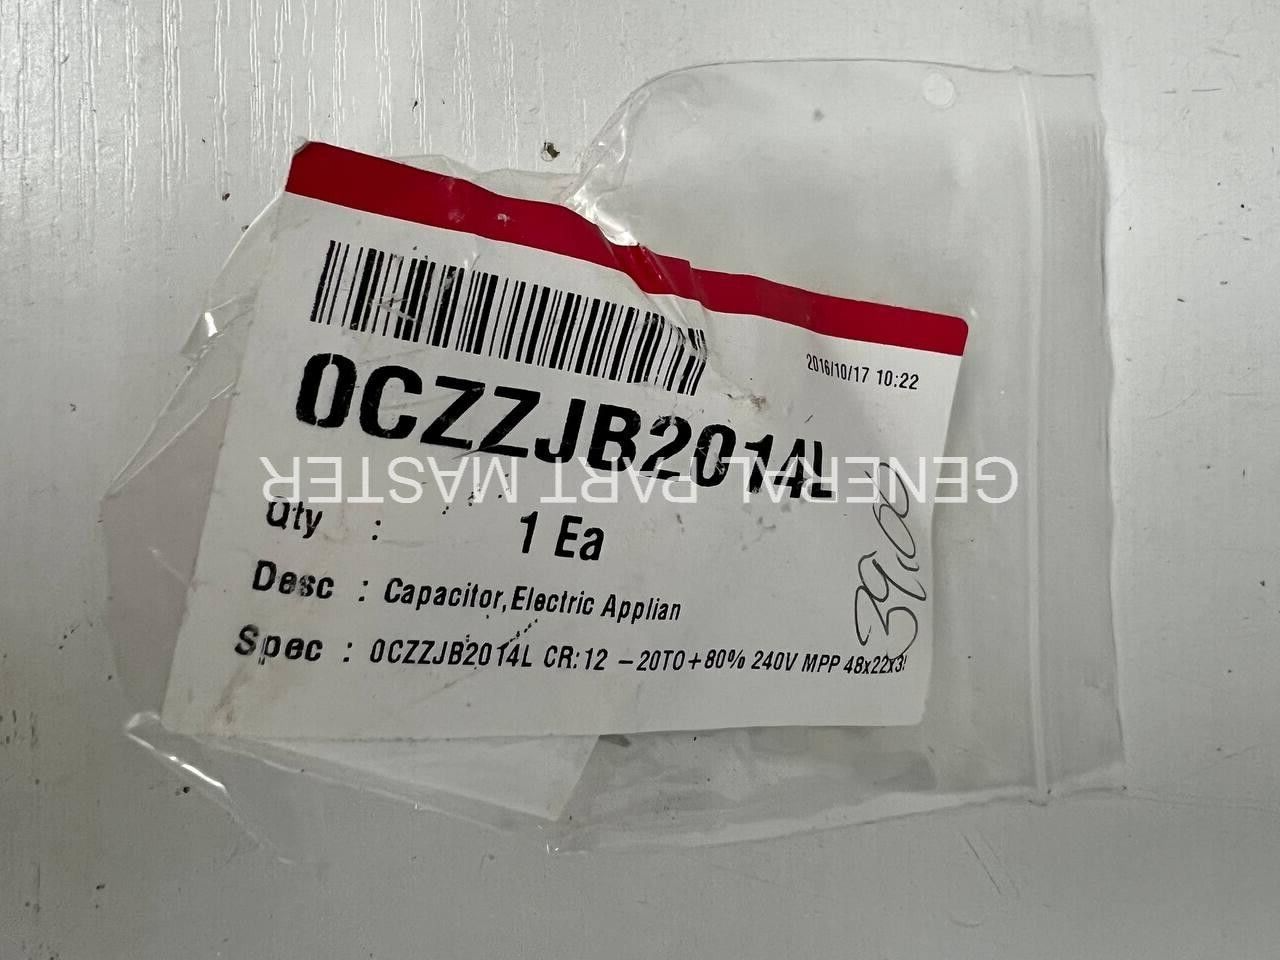 2016/10/17 10:22
0CZZJB2014L
GENERAL PART MASTER
Qty : 1 Ea
Desc : Capacitor,Electric Applian
39.00
Spec : 0CZZJB2014L CR:12 -20TO+80% 240V MPP 48x22x3